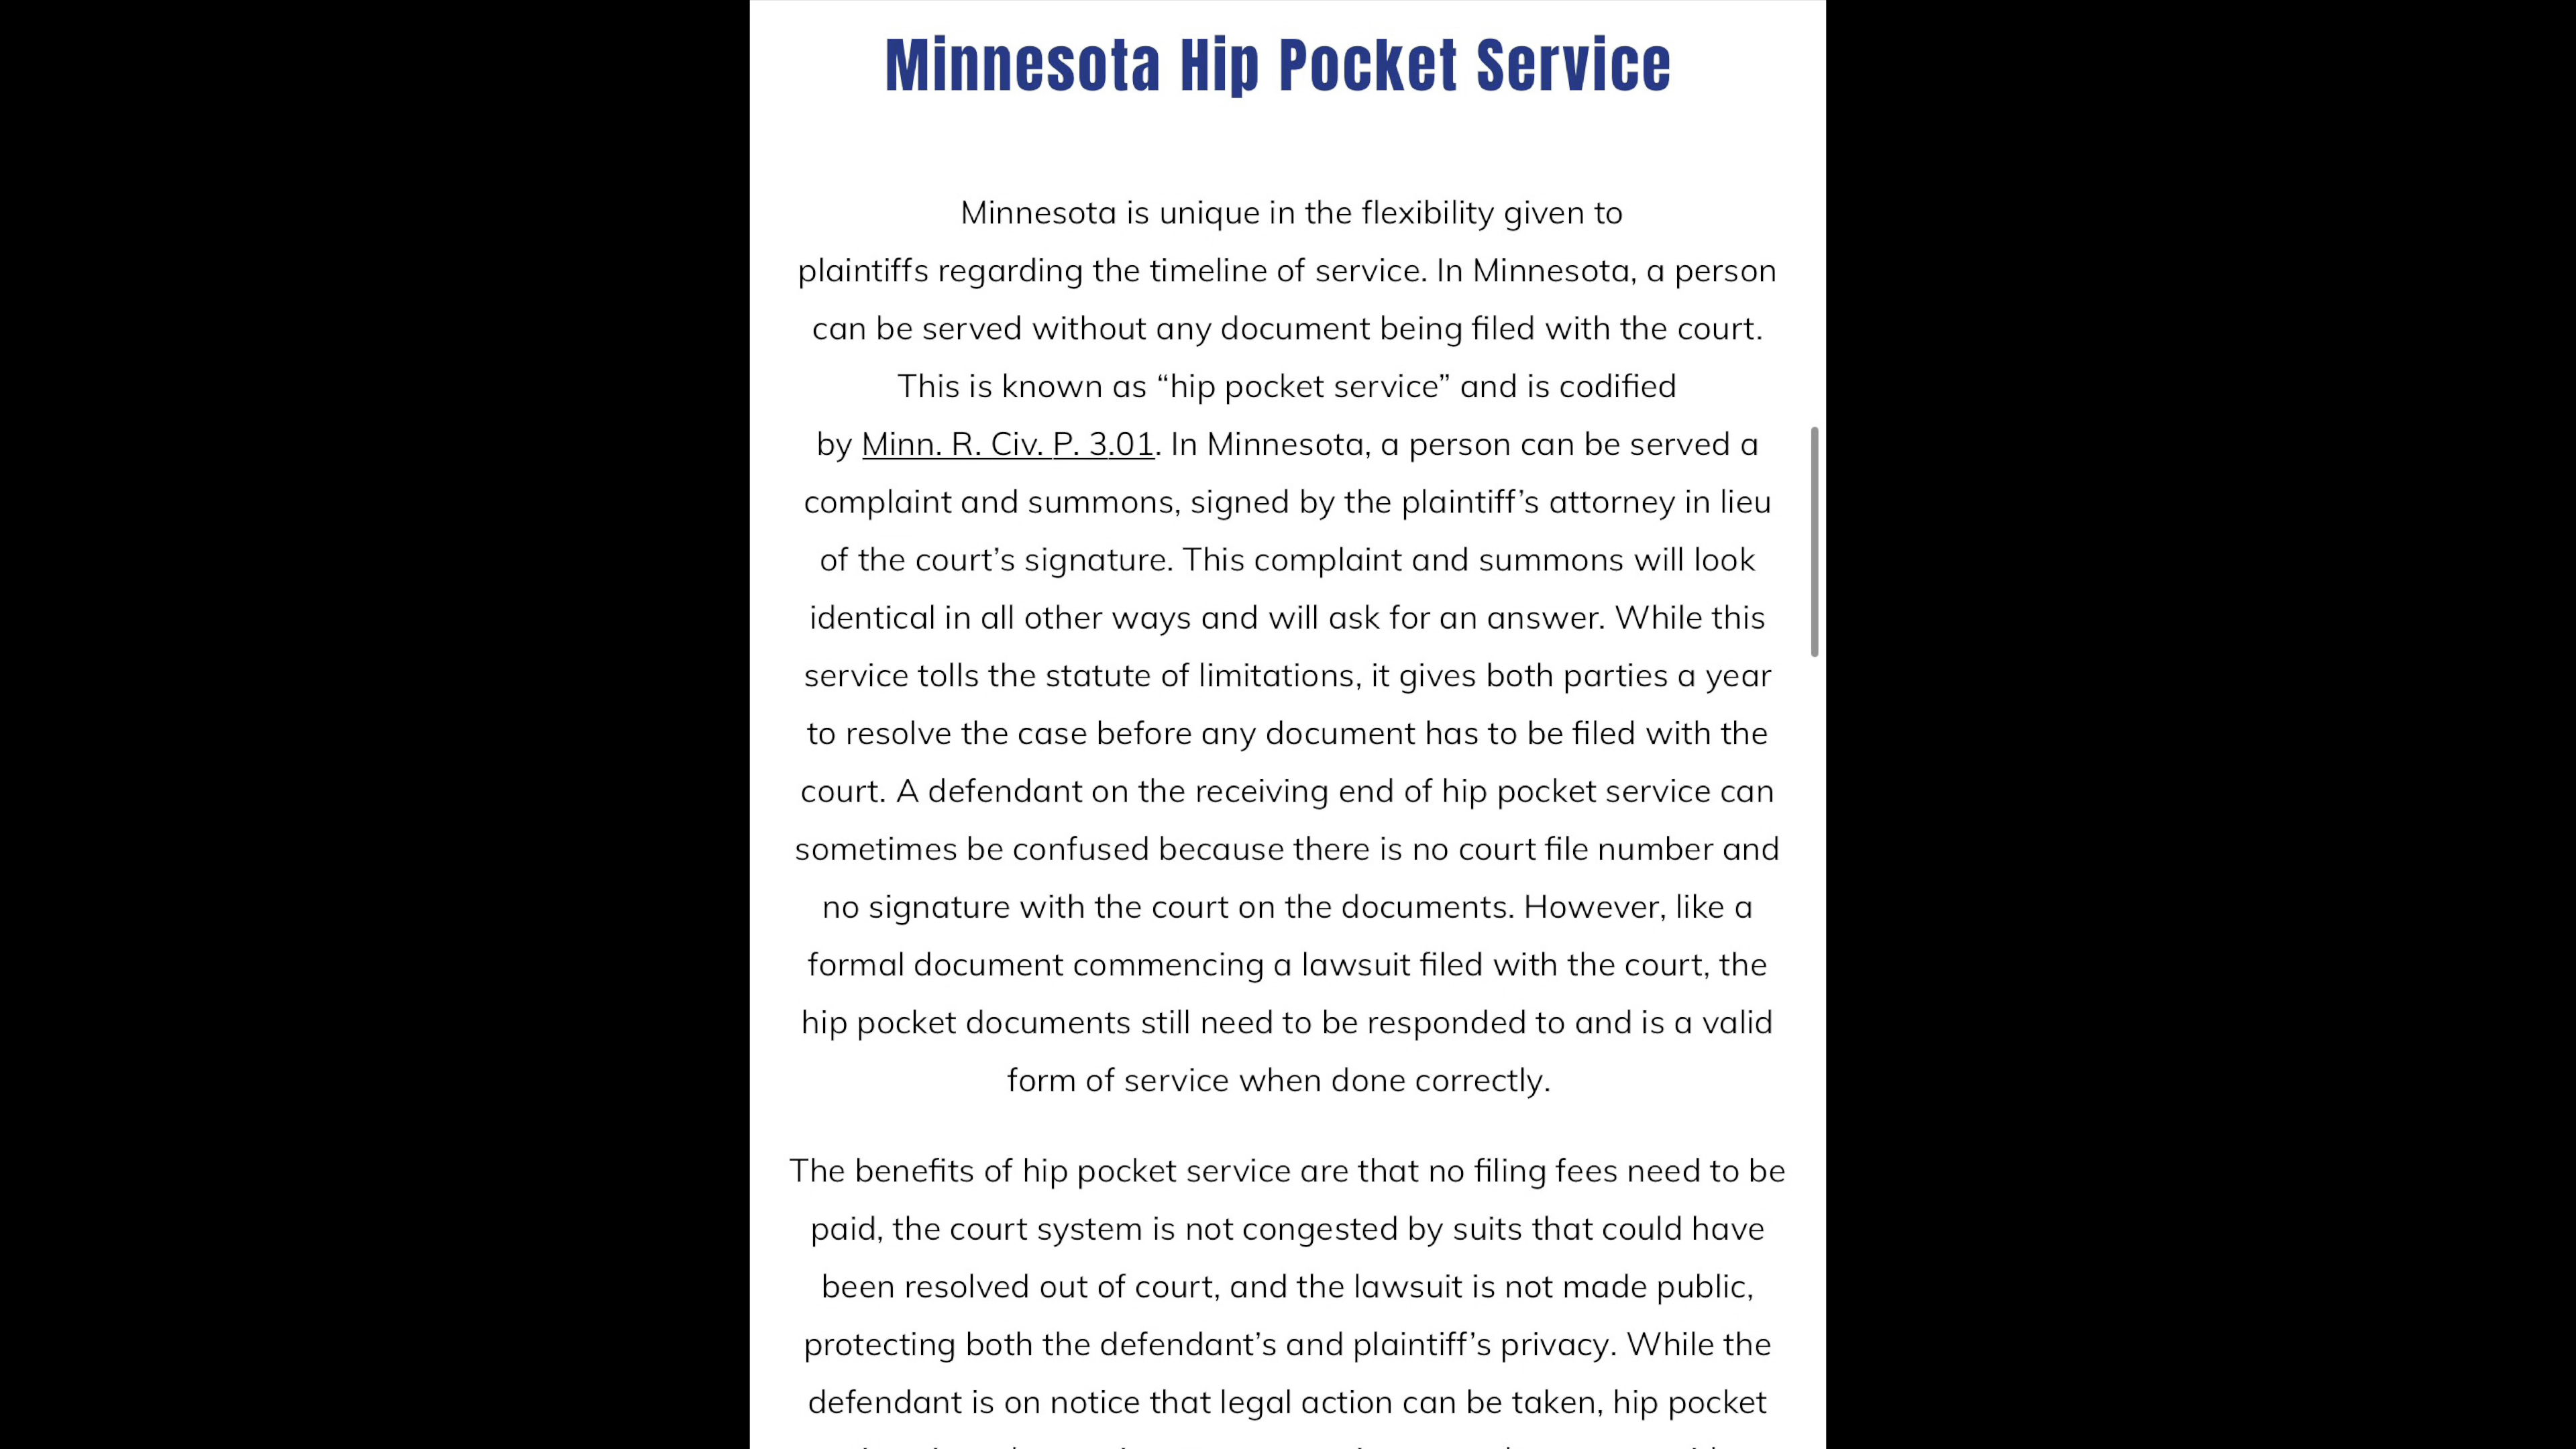 Minnesota Hip Pocket Service
Minnesota is unique in the flexibility given to
plaintiffs regarding the timeline of service. In Minnesota, a person
can be served without any document being filed with the court.
This is known as “hip pocket service” and is codified
by Minn. R. Civ. P. 3.01. In Minnesota, a person can be served a
complaint and summons, signed by the plaintiff’s attorney in lieu
of the court’s signature. This complaint and summons will look
identical in all other ways and will ask for an answer. While this
service tolls the statute of limitations, it gives both parties a year
to resolve the case before any document has to be filed with the
court. A defendant on the receiving end of hip pocket service can
sometimes be confused because there is no court file number and
no signature with the court on the documents. However, like a
formal document commencing a lawsuit filed with the court, the
hip pocket documents still need to be responded to and is a valid
form of service when done correctly.
The benefits of hip pocket service are that no filing fees need to be
paid, the court system is not congested by suits that could have
been resolved out of court, and the lawsuit is not made public,
protecting both the defendant’s and plaintiff’s privacy. While the
defendant is on notice that legal action can be taken, hip pocket